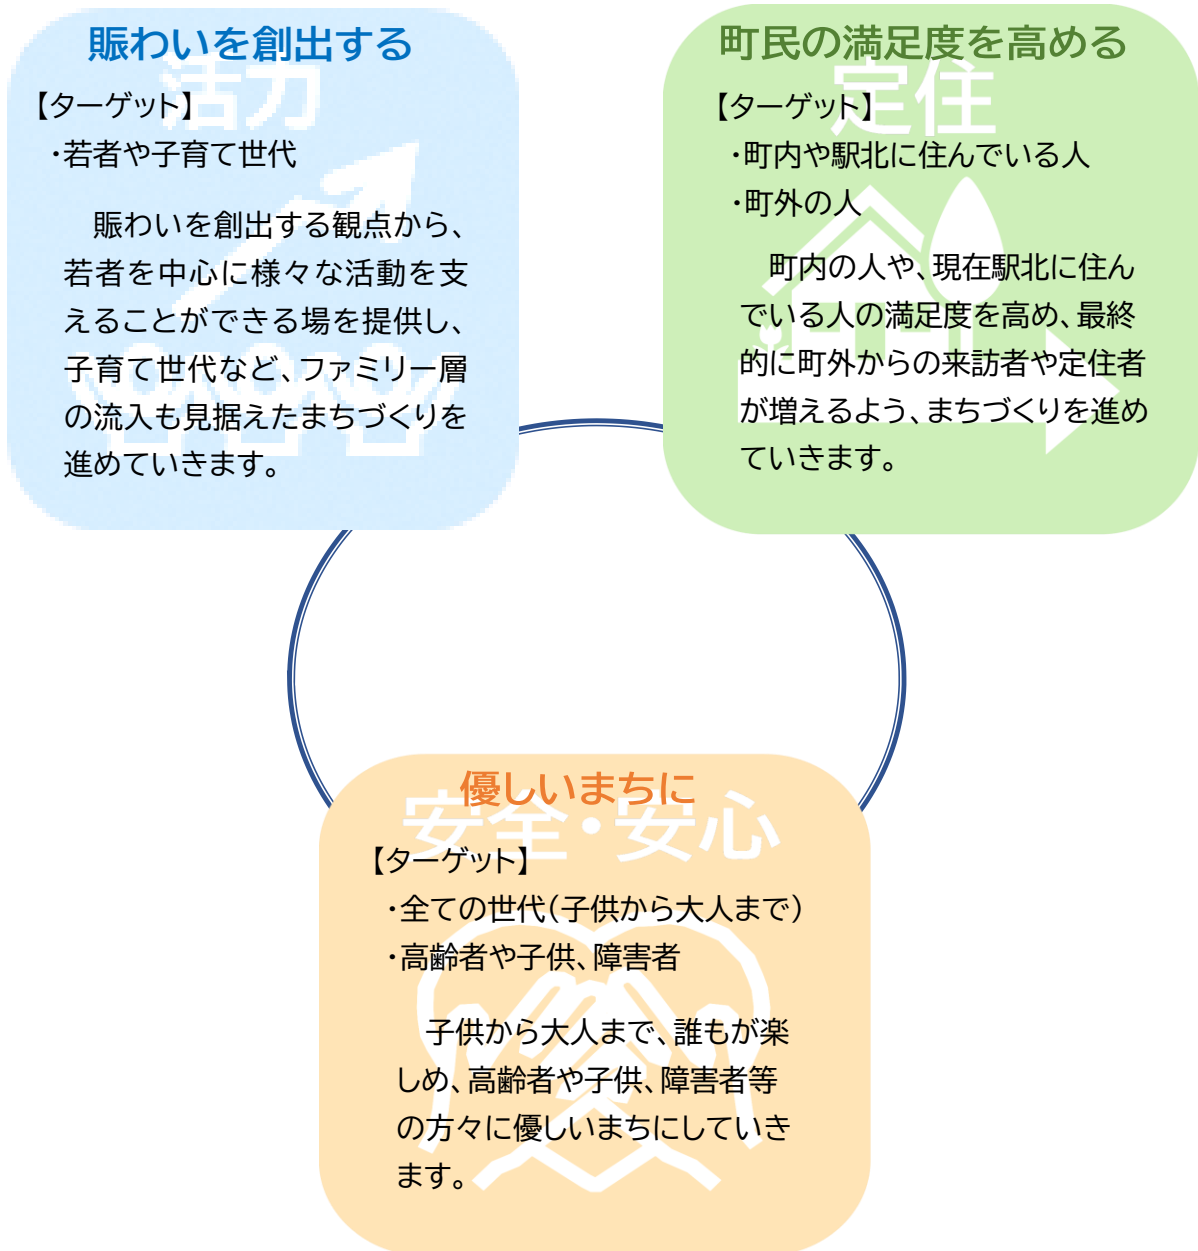 賑わいを創出する
活力
【ターゲット】
・若者や子育て世代
賑わいを創出する観点から、
若者を中心に様々な活動を支
えることができる場を提供し、
子育て世代など、ファミリー層
の流入も見据えたまちづくりを
進めていきます。
町民の満足度を高める
定住
【ターゲット】
・町内や駅北に住んでいる人
・町外の人
町内の人や、現在駅北に住ん
でいる人の満足度を高め、最終
的に町外からの来訪者や定住者
が増えるよう、まちづくりを進め
ていきます。
優しいまちに
安全・安心
【ターゲット】
・全ての世代（子供から大人まで）
・高齢者や子供、障害者
子供から大人まで、誰もが楽
しめ、高齢者や子供、障害者等
の方々に優しいまちにしていき
ます。